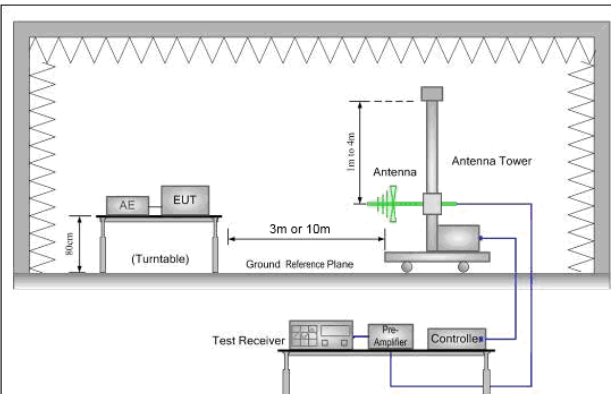 1m to 4m
Antenna
Antenna Tower
AE
EUT
3m or 10m
80cm
(Turntable)
Ground Reference Plane
Test Receiver
Pre-
Amplifier
Controlle